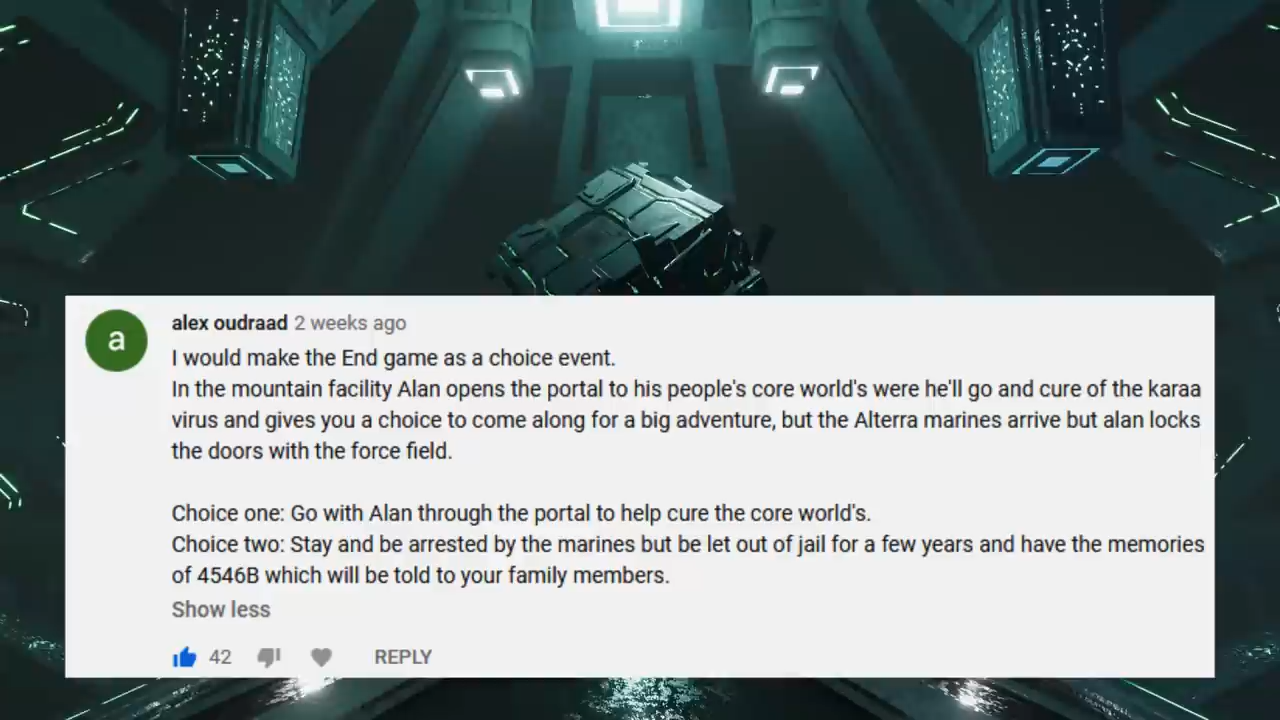 a
alex oudraad 2 weeks ago
I would make the End game as a choice event.
In the mountain facility Alan opens the portal to his people's core world's were he'll go and cure of the karaa
virus and gives you a choice to come along for a big adventure, but the Alterra marines arrive but alan locks
the doors with the force field.
Choice one: Go with Alan through the portal to help cure the core world's.
Choice two: Stay and be arrested by the marines but be let out of jail for a few years and have the memories
of 4546B which will be told to your family members.
Show less
42 REPLY